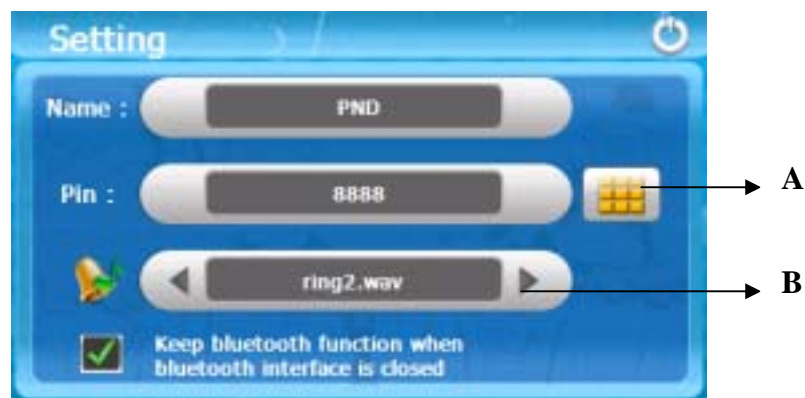 Setting
Name : PND
Pin : 8888 A
ring2.wav B
Keep bluetooth function when
bluetooth interface is closed